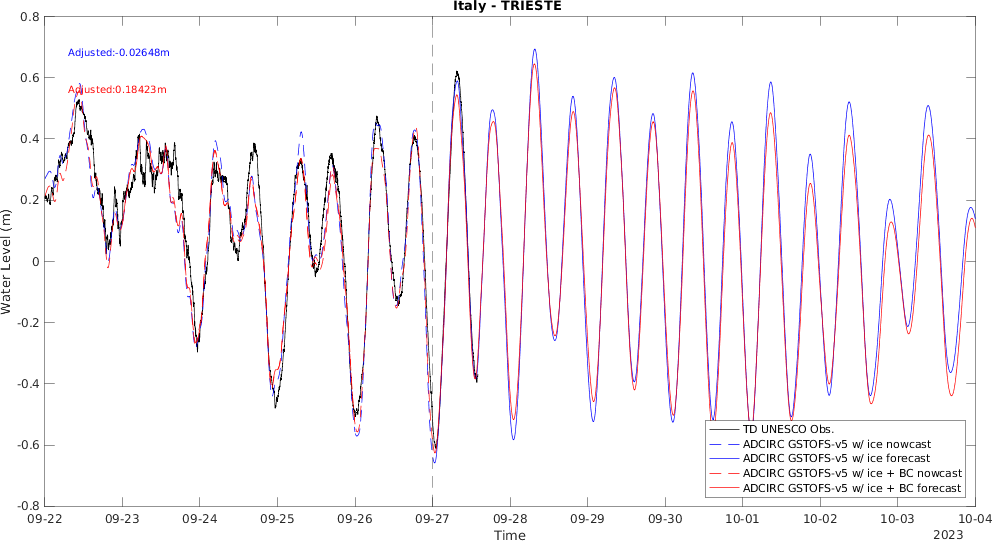 Italy - TRIESTE
Adjusted:-0.02648m
Adjusted:0.18423m
Water Level (m)
0.8
0.6
0.4
0.2
0
-0.2
-0.4
-0.6
-0.8
TD UNESCO Obs.
ADCIRC GSTOFS-v5 w/ ice nowcast
ADCIRC GSTOFS-v5 w/ ice forecast
ADCIRC GSTOFS-v5 w/ ice + BC nowcast
ADCIRC GSTOFS-v5 w/ ice + BC forecast
09-22 09-23 09-24 09-25 09-26 09-27 09-28 09-29 09-30 10-01 10-02 10-03 10-04
Time
2023